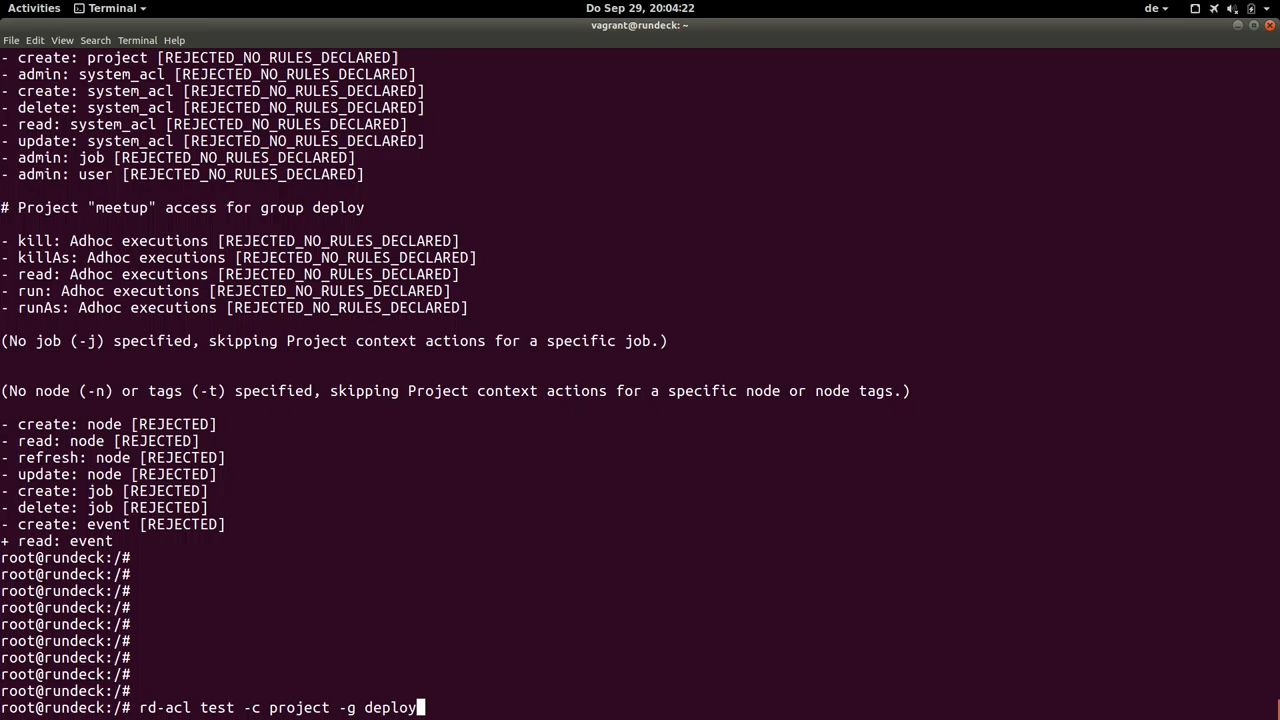 Activities Terminal Do Sep 29, 20:04:22 de
vagrant@rundeck: ~
File Edit View Search Terminal Help
- create: project [REJECTED_NO_RULES_DECLARED]
- admin: system_acl [REJECTED_NO_RULES_DECLARED]
- create: system_acl [REJECTED_NO_RULES_DECLARED]
- delete: system_acl [REJECTED_NO_RULES_DECLARED]
- read: system_acl [REJECTED_NO_RULES_DECLARED]
- update: system_acl [REJECTED_NO_RULES_DECLARED]
- admin: job [REJECTED_NO_RULES_DECLARED]
- admin: user [REJECTED_NO_RULES_DECLARED]
# Project "meetup" access for group deploy
- kill: Adhoc executions [REJECTED_NO_RULES_DECLARED]
- killAs: Adhoc executions [REJECTED_NO_RULES_DECLARED]
- read: Adhoc executions [REJECTED_NO_RULES_DECLARED]
- run: Adhoc executions [REJECTED_NO_RULES_DECLARED]
- runAs: Adhoc executions [REJECTED_NO_RULES_DECLARED]
(No job (-j) specified, skipping Project context actions for a specific job.)
(No node (-n) or tags (-t) specified, skipping Project context actions for a specific node or node tags.)
- create: node [REJECTED]
- read: node [REJECTED]
- refresh: node [REJECTED]
- update: node [REJECTED]
- create: job [REJECTED]
- delete: job [REJECTED]
- create: event [REJECTED]
+ read: event
root@rundeck:/#
root@rundeck:/#
root@rundeck:/#
root@rundeck:/#
root@rundeck:/#
root@rundeck:/#
root@rundeck:/#
root@rundeck:/#
root@rundeck:/#
root@rundeck:/# rd-acl test -c project -g deploy